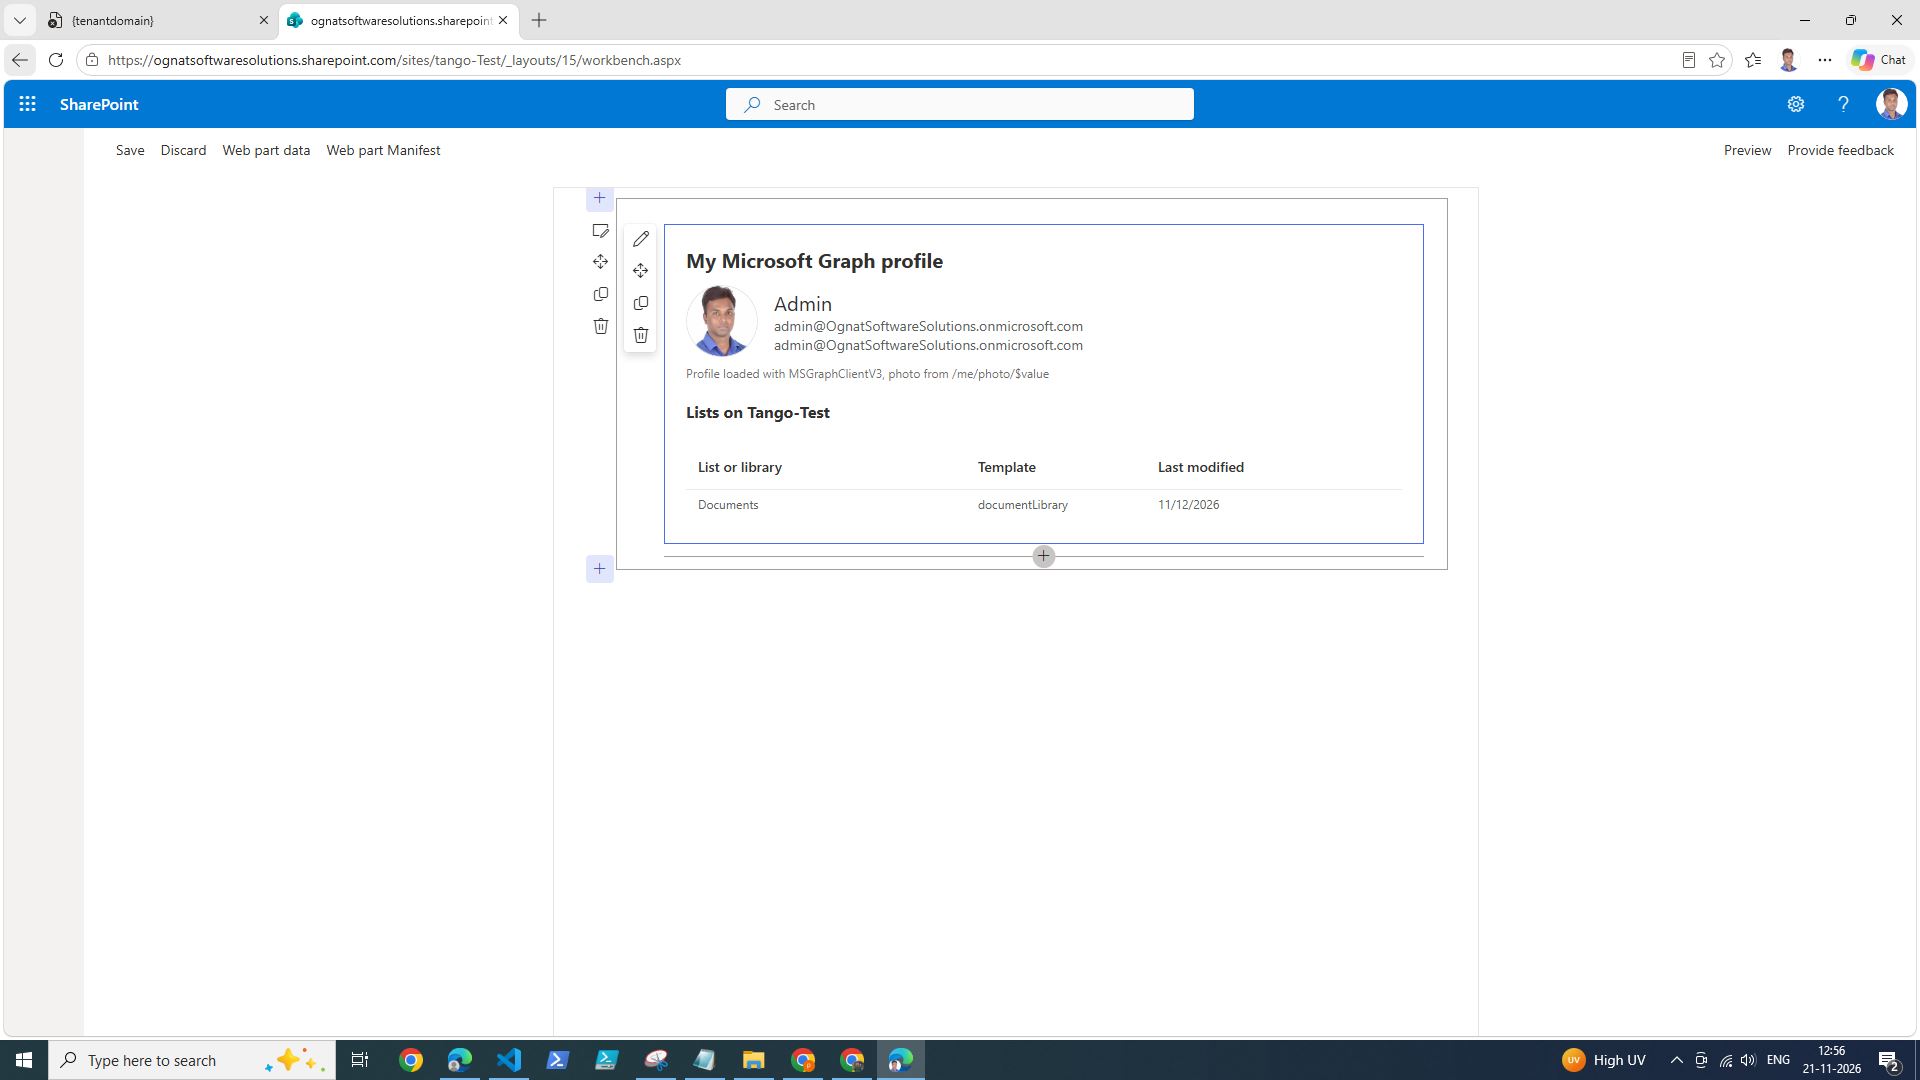 {tenantdomain}
ognatsoftwaresolutions.sharepoint
https://ognatsoftwaresolutions.sharepoint.com/sites/tango-Test/_layouts/15/workbench.aspx
Chat
SharePoint
Search
Save Discard Web part data Web part Manifest
Preview Provide feedback
My Microsoft Graph profile
Admin
admin@OgnatSoftwareSolutions.onmicrosoft.com
admin@OgnatSoftwareSolutions.onmicrosoft.com
Profile loaded with MSGraphClientV3, photo from /me/photo/$value
Lists on Tango-Test
List or library Template Last modified
Documents documentLibrary 11/12/2026
Type here to search
UV High UV
ENG
12:56
21-11-2026
2